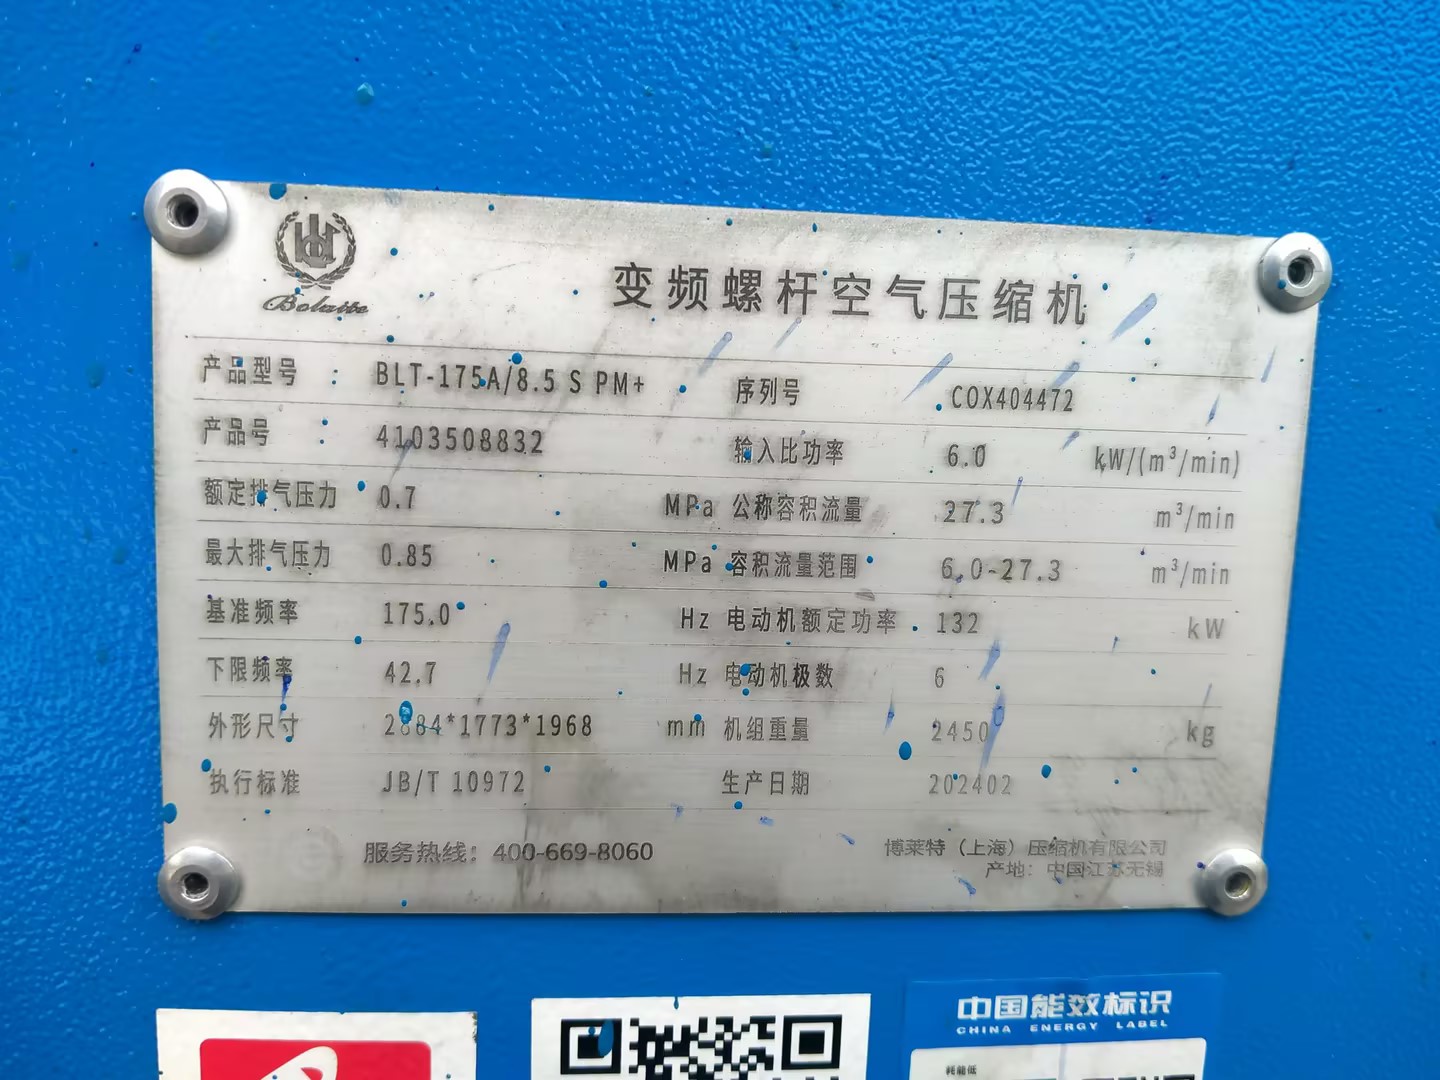 blt
Bolaite
变频螺杆空气压缩机
产品型号 : BLT-175A/8.5 S PM+ 序列号 COX404472
产品号 : 4103508832 输入比功率 6.0 kW/(m³/min)
额定排气压力 0.7 MPa 公称容积流量 27.3 m³/min
最大排气压力 0.85 MPa 容积流量范围 6.0-27.3 m³/min
基准频率 175.0 Hz 电动机额定功率 132 kW
下限频率 42.7 Hz 电动机极数 6
外形尺寸 2884*1773*1968 mm 机组重量 2450 kg
执行标准 JB/T 10972 生产日期 202402
服务热线：400-669-8060
博莱特（上海）压缩机有限公司
产地：中国江苏无锡
中国能效标识
CHINA ENERGY LABEL
耗能低